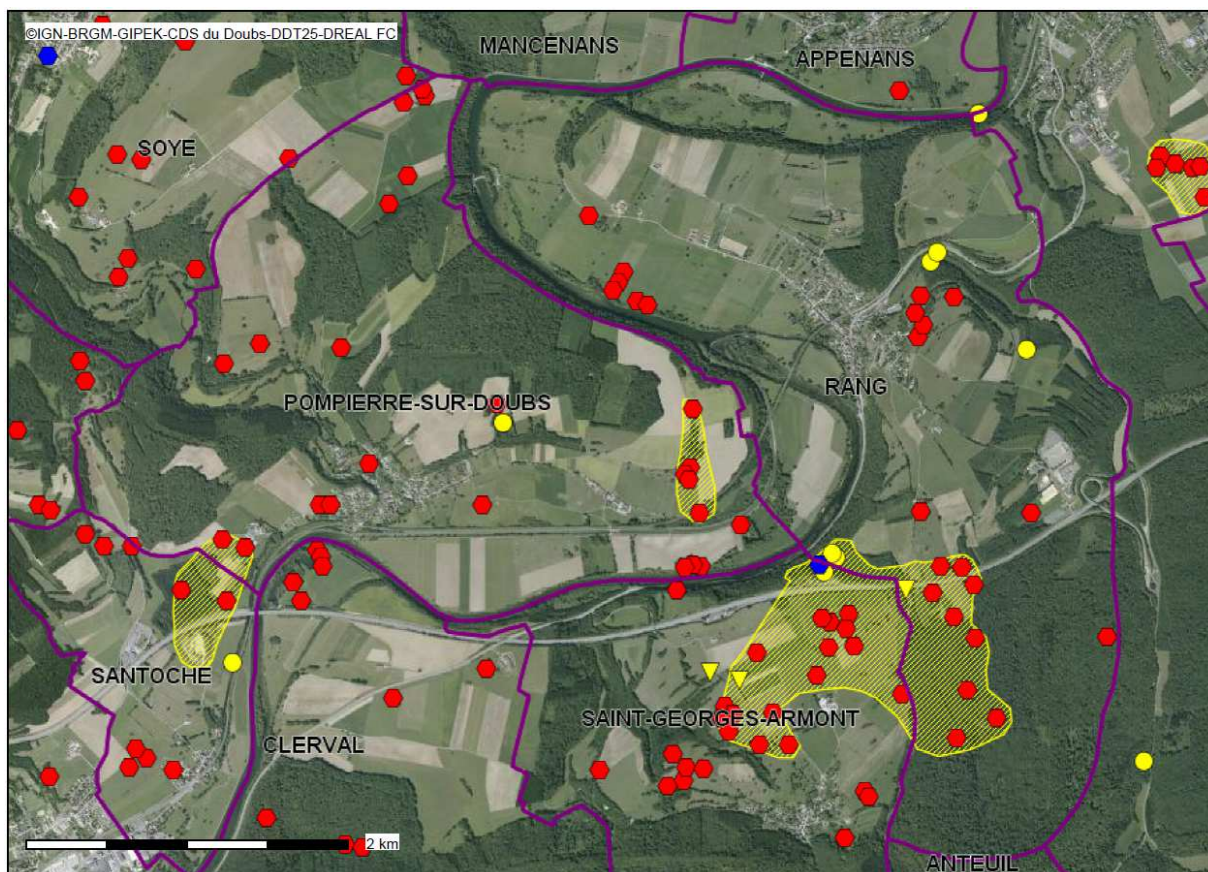 ©IGN-BRGM-GIPEK-CDS du Doubs-DDT25-DREAL FC
MANCENANS
APPENANS
SOYE
RANG
POMPIERRE-SUR-DOUBS
SANTOCHE
SAINT-GEORGES-ARMONT
CLERVAL
2 km
ANTEUIL